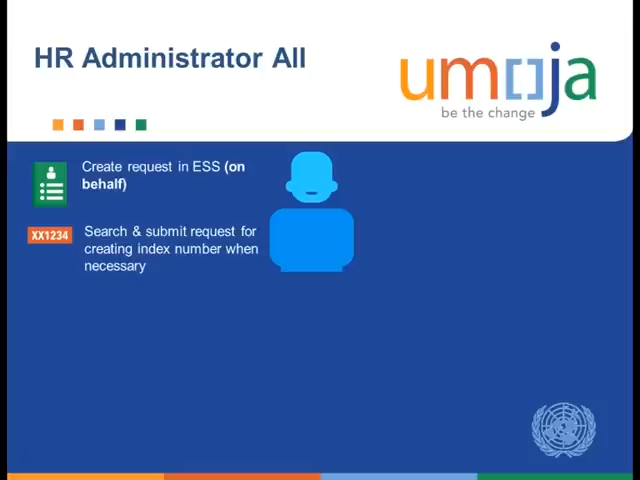 HR Administrator All
umoja
be the change
Create request in ESS (on
behalf)
XX1234
Search & submit request for
creating index number when
necessary